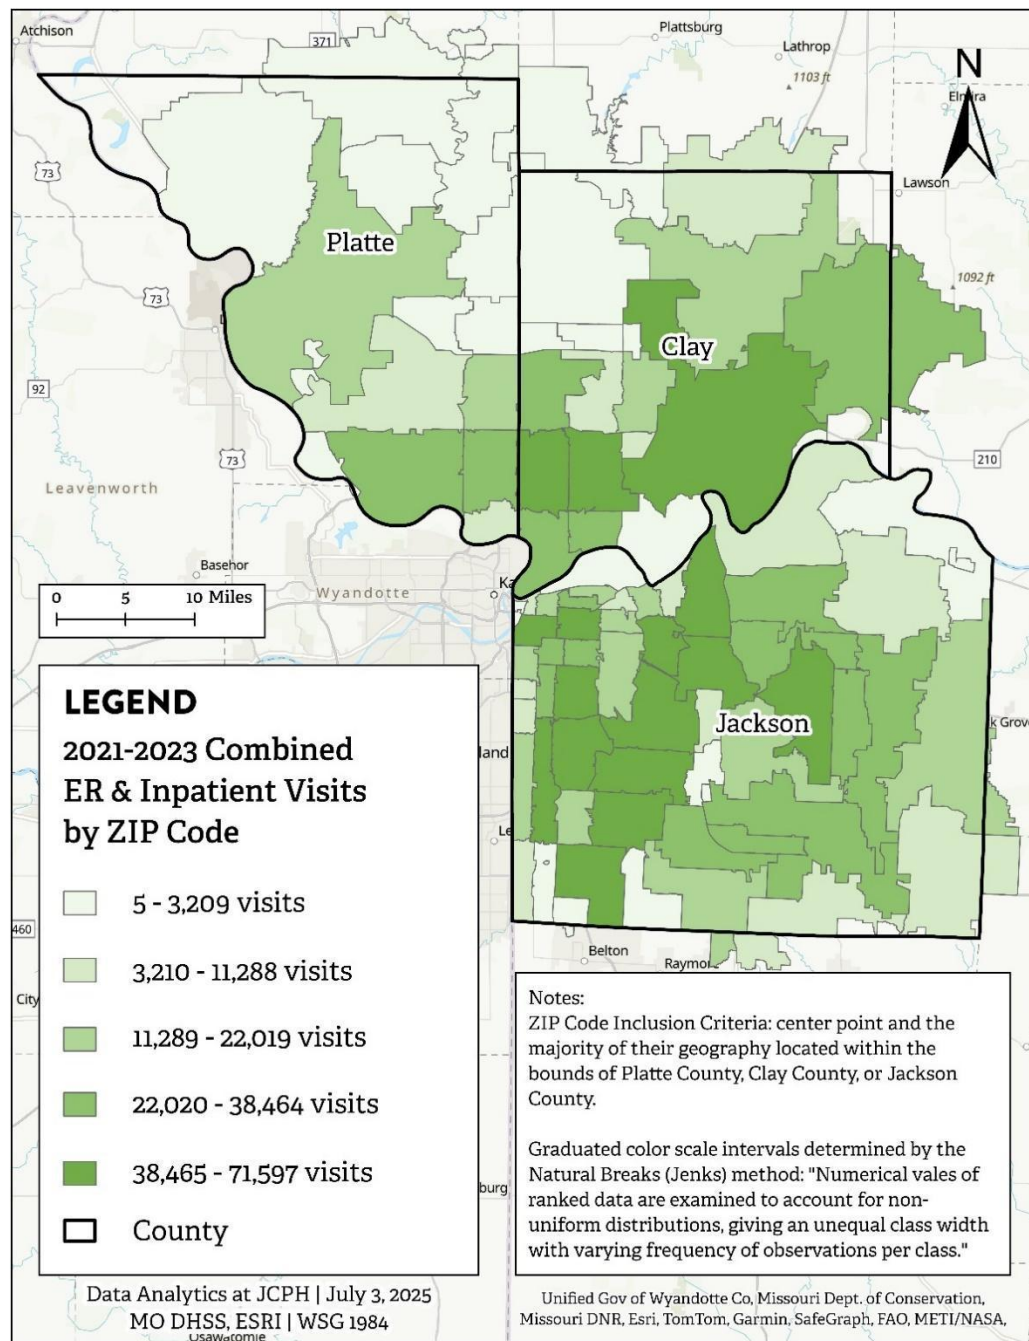 Atchison
371
Plattsburg
Lathrop
1103 ft
N
73
Lawson
Platte
1092 ft
73
Clay
92
73
210
Leavenworth
Basehor
Wyandotte
0 5 10 Miles
LEGEND
2021-2023 Combined
ER & Inpatient Visits
by ZIP Code
5 - 3,209 visits
3,210 - 11,288 visits
11,289 - 22,019 visits
22,020 - 38,464 visits
38,465 - 71,597 visits
County
Jackson
Grove
460
City
Belton
Raymor
Notes:
ZIP Code Inclusion Criteria: center point and the
majority of their geography located within the
bounds of Platte County, Clay County, or Jackson
County.
Graduated color scale intervals determined by the
Natural Breaks (Jenks) method: "Numerical vales of
ranked data are examined to account for non-
uniform distributions, giving an unequal class width
with varying frequency of observations per class."
Data Analytics at JCPH | July 3, 2025
MO DHSS, ESRI | WSG 1984
Unified Gov of Wyandotte Co, Missouri Dept. of Conservation,
Missouri DNR, Esri, TomTom, Garmin, SafeGraph, FAO, METI/NASA,
Osawatomie